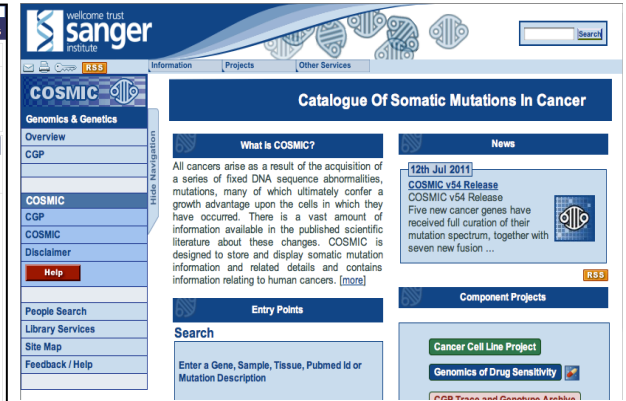 wellcome trust
sanger
institute
Search
RSS
Information
Projects
Other Services
COSMIC
Genomics & Genetics
Overview
CGP
COSMIC
CGP
COSMIC
Disclaimer
Help
People Search
Library Services
Site Map
Feedback / Help
Hide Navigation
Catalogue Of Somatic Mutations In Cancer
What is COSMIC?
All cancers arise as a result of the acquisition of
a series of fixed DNA sequence abnormalities,
mutations, many of which ultimately confer a
growth advantage upon the cells in which they
have occurred. There is a vast amount of
information available in the published scientific
literature about these changes. COSMIC is
designed to store and display somatic mutation
information and related details and contains
information relating to human cancers. [more]
Entry Points
Search
Enter a Gene, Sample, Tissue, Pubmed Id or
Mutation Description
News
12th Jul 2011
COSMIC v54 Release
COSMIC v54 Release
Five new cancer genes have
received full curation of their
mutation spectrum, together with
seven new fusion ...
RSS
Component Projects
Cancer Cell Line Project
Genomics of Drug Sensitivity
CGP Trace and Genotype Archive